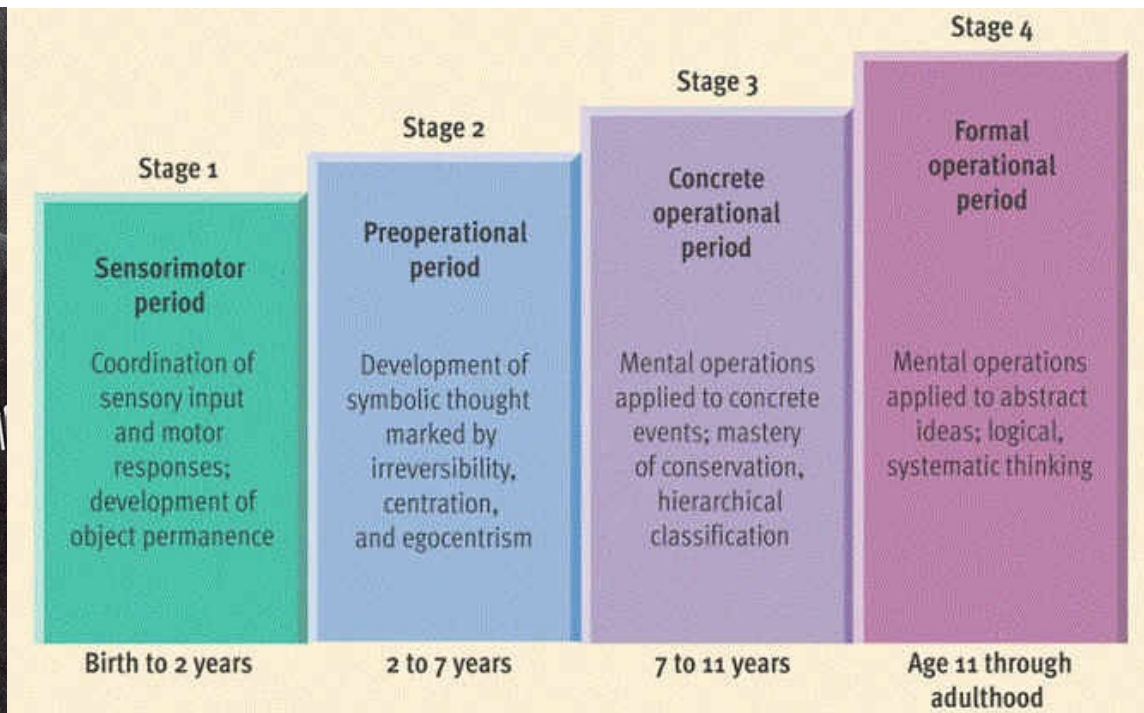 Stage 1
Sensorimotor
period
Coordination of
sensory input
and motor
responses;
development of
object permanence
Birth to 2 years
Stage 2
Preoperational
period
Development of
symbolic thought
marked by
irreversibility,
centration,
and egocentrism
2 to 7 years
Stage 3
Concrete
operational
period
Mental operations
applied to concrete
events; mastery
of conservation,
hierarchical
classification
7 to 11 years
Stage 4
Formal
operational
period
Mental operations
applied to abstract
ideas; logical,
systematic thinking
Age 11 through
adulthood